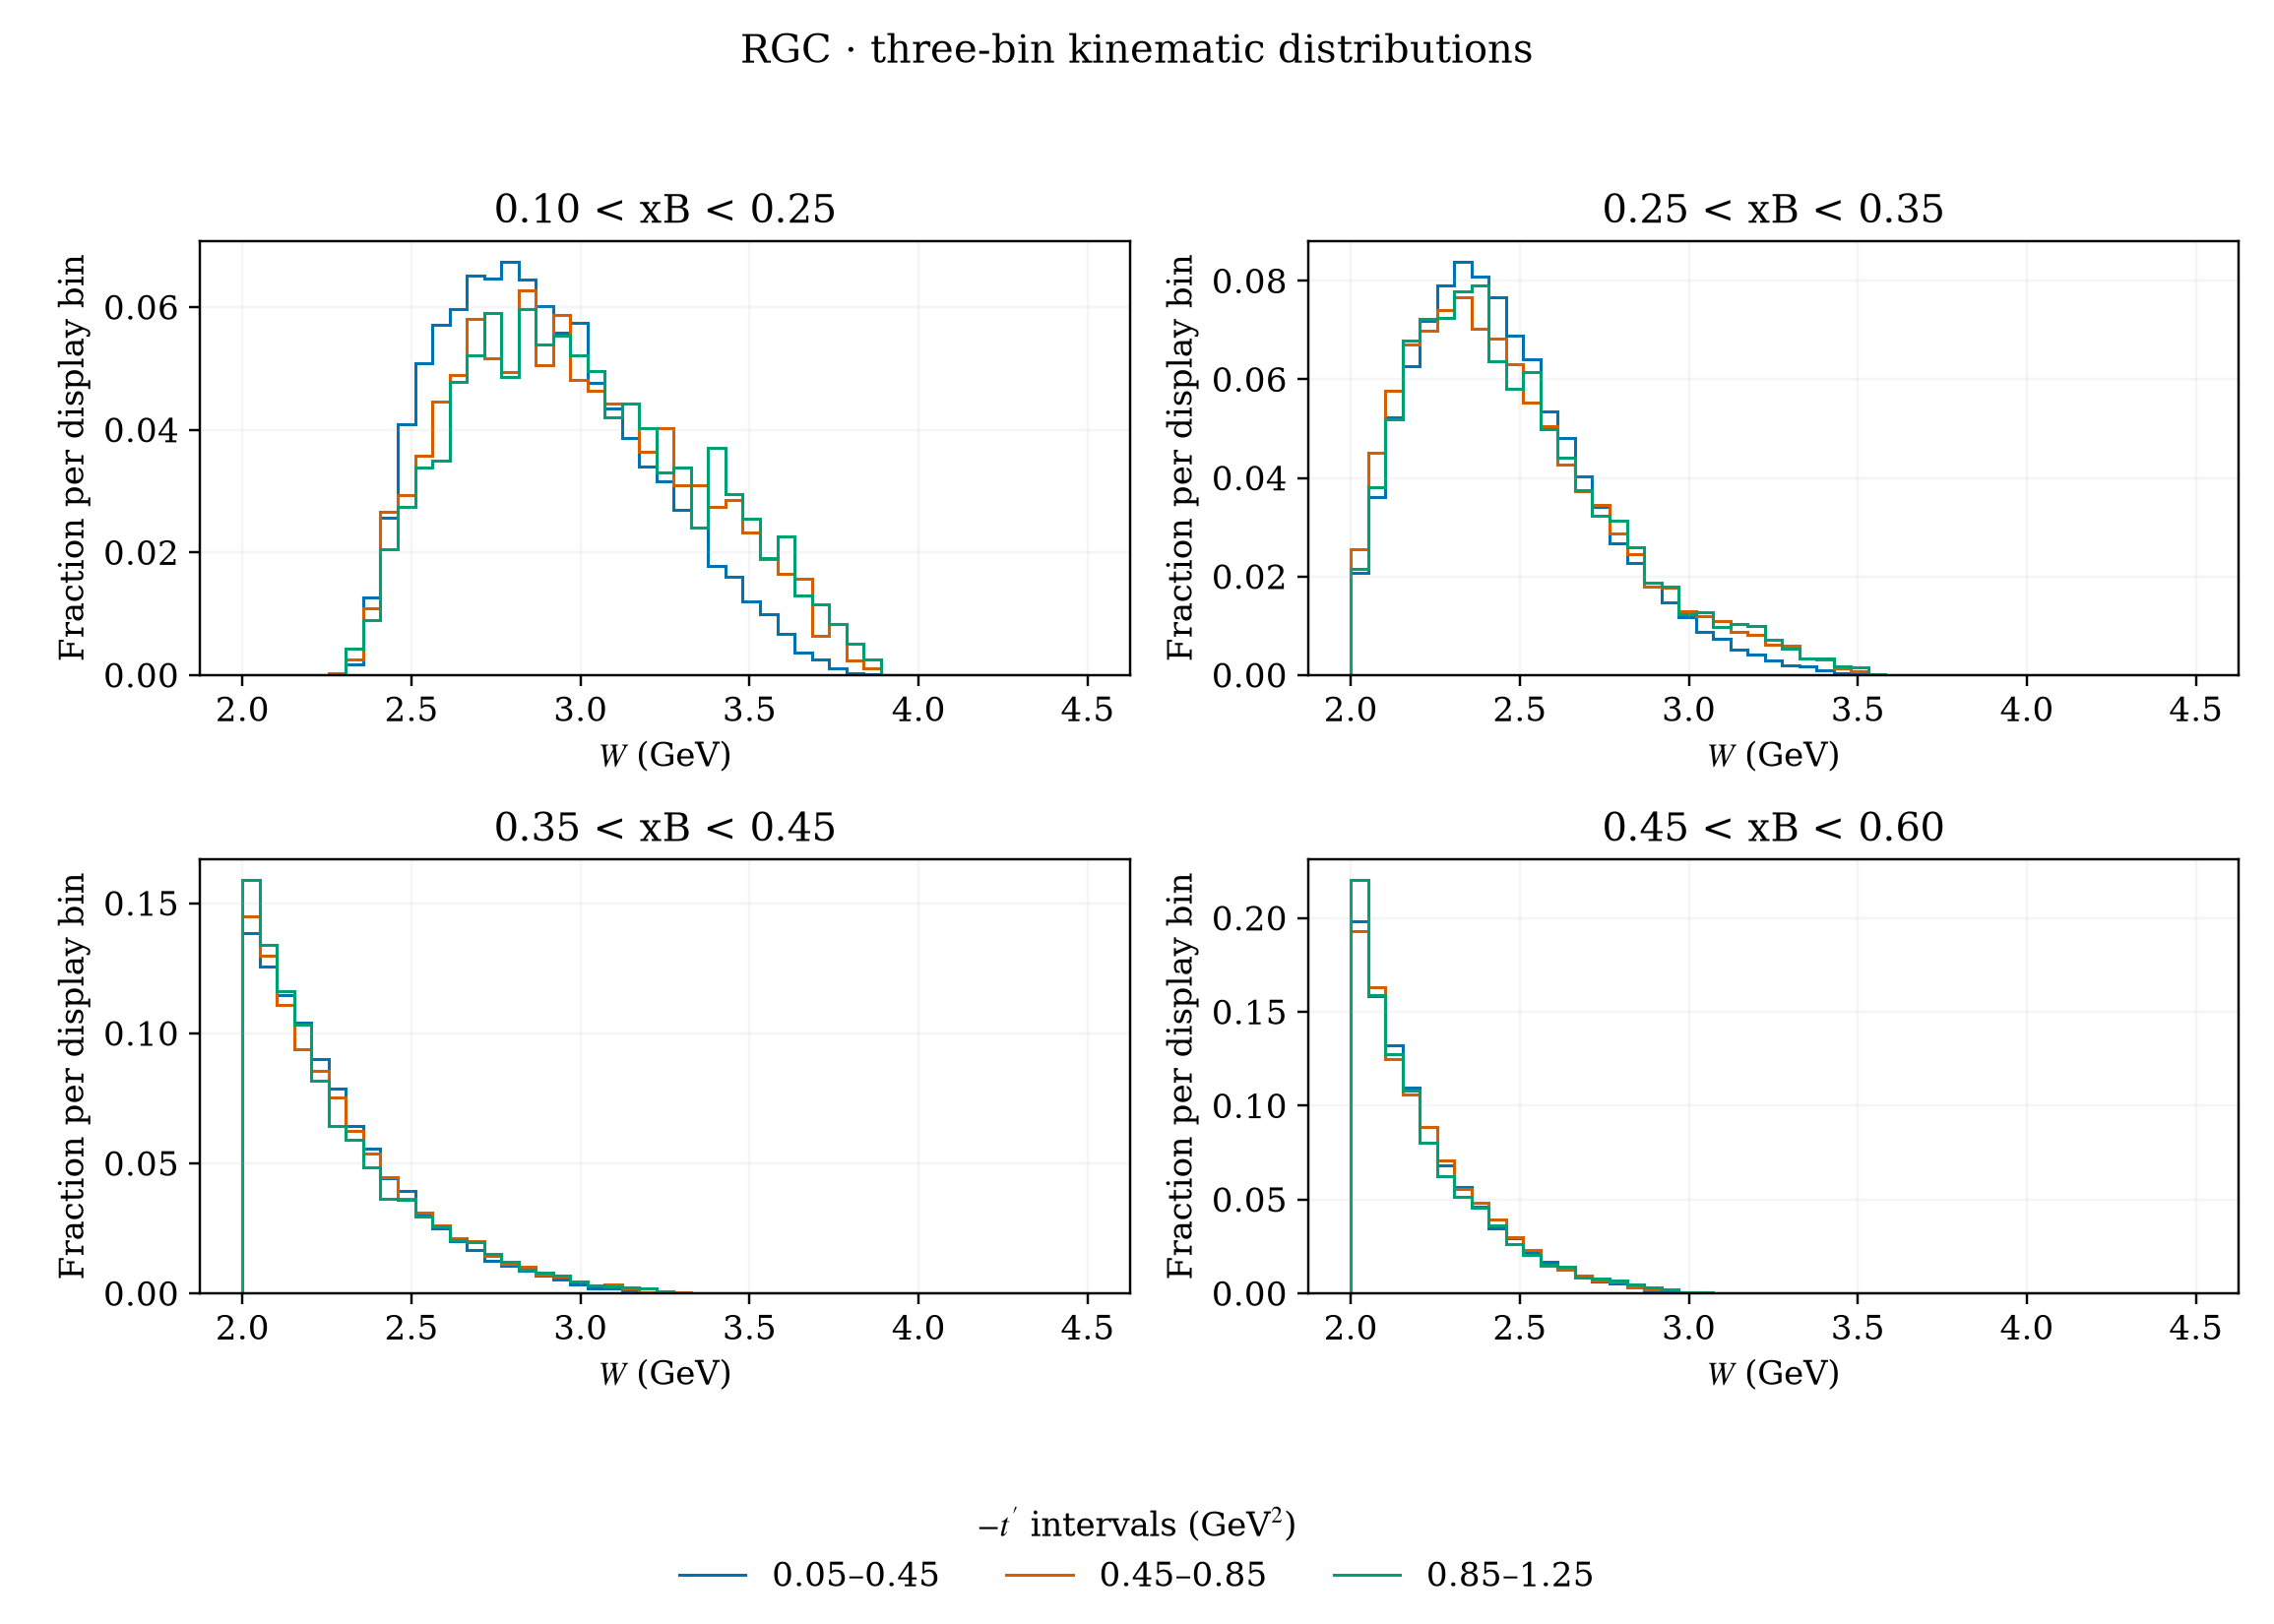 RGC · three-bin kinematic distributions
0.10 < xB < 0.25
Fraction per display bin
0.06
0.04
0.02
0.00
2.0 2.5 3.0 3.5 4.0 4.5
W (GeV)
0.25 < xB < 0.35
Fraction per display bin
0.08
0.06
0.04
0.02
0.00
2.0 2.5 3.0 3.5 4.0 4.5
W (GeV)
0.35 < xB < 0.45
Fraction per display bin
0.15
0.10
0.05
0.00
2.0 2.5 3.0 3.5 4.0 4.5
W (GeV)
0.45 < xB < 0.60
Fraction per display bin
0.20
0.15
0.10
0.05
0.00
2.0 2.5 3.0 3.5 4.0 4.5
W (GeV)
−t′ intervals (GeV²)
0.05–0.45 0.45–0.85 0.85–1.25